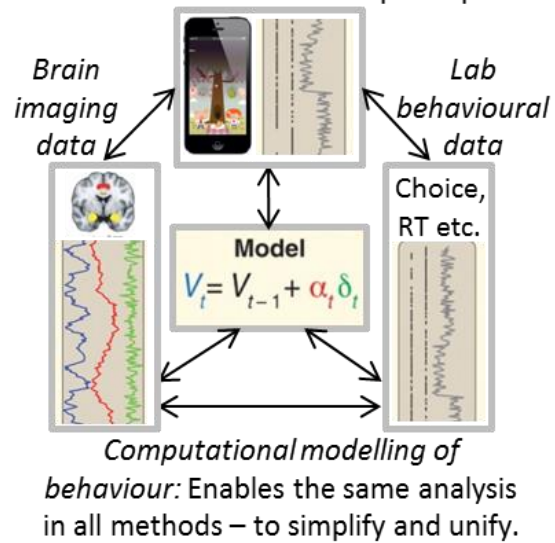 Brain
imaging
data
Lab
behavioural
data
Choice,
RT etc.
Model
Vt = Vt−1 + αt δt
Computational modelling of
behaviour: Enables the same analysis
in all methods – to simplify and unify.